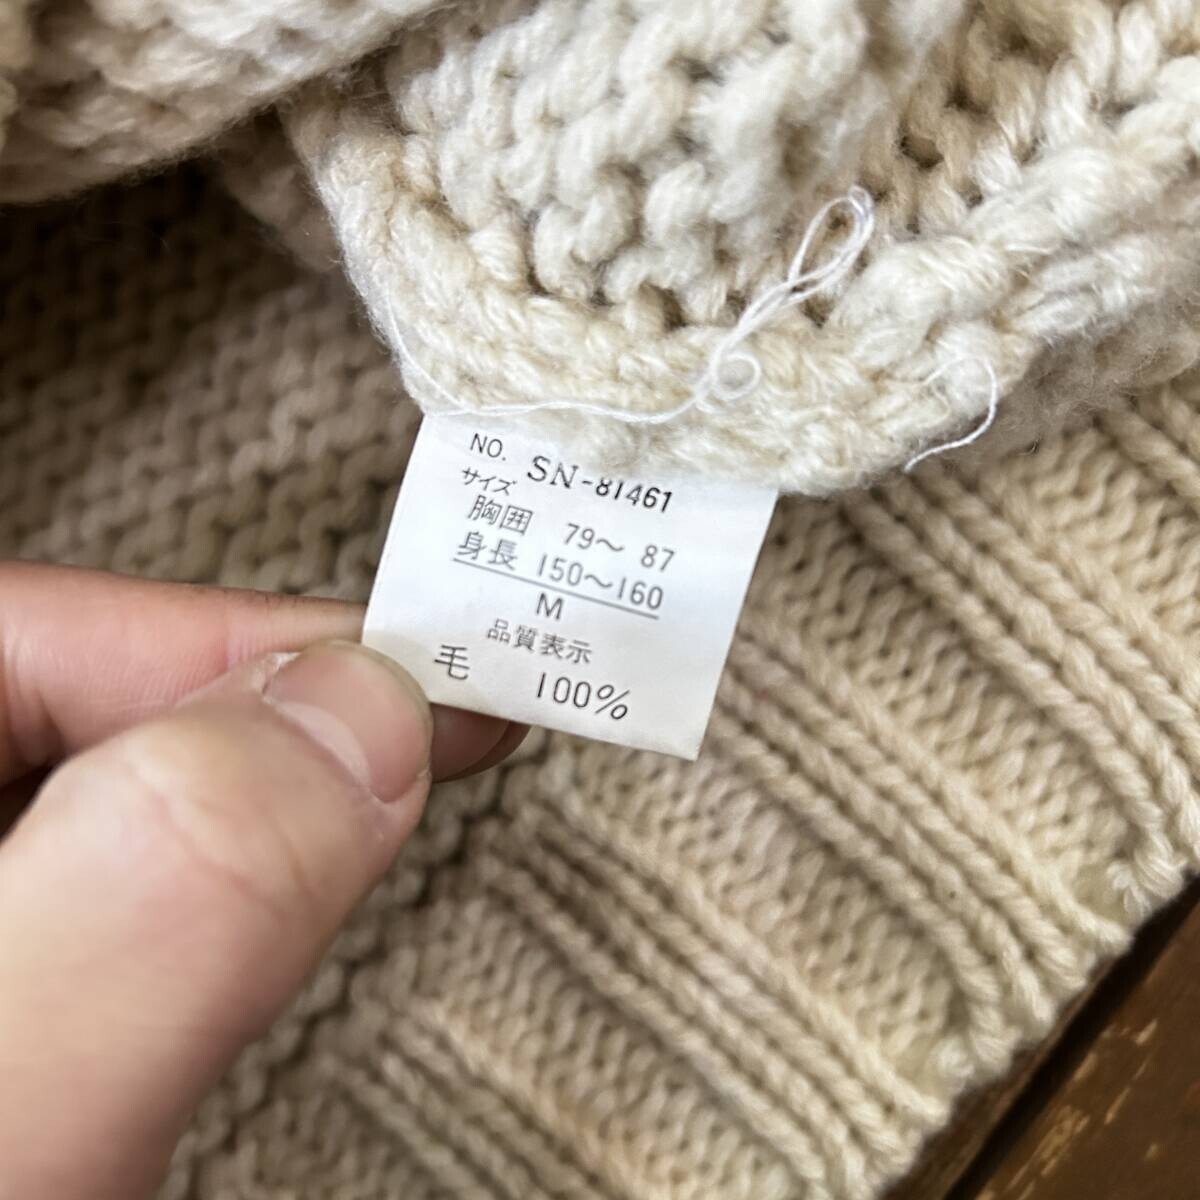 NO. SN-81461
サイズ
胸囲 79〜 87
身長 150〜160
M
品質表示
毛 100%